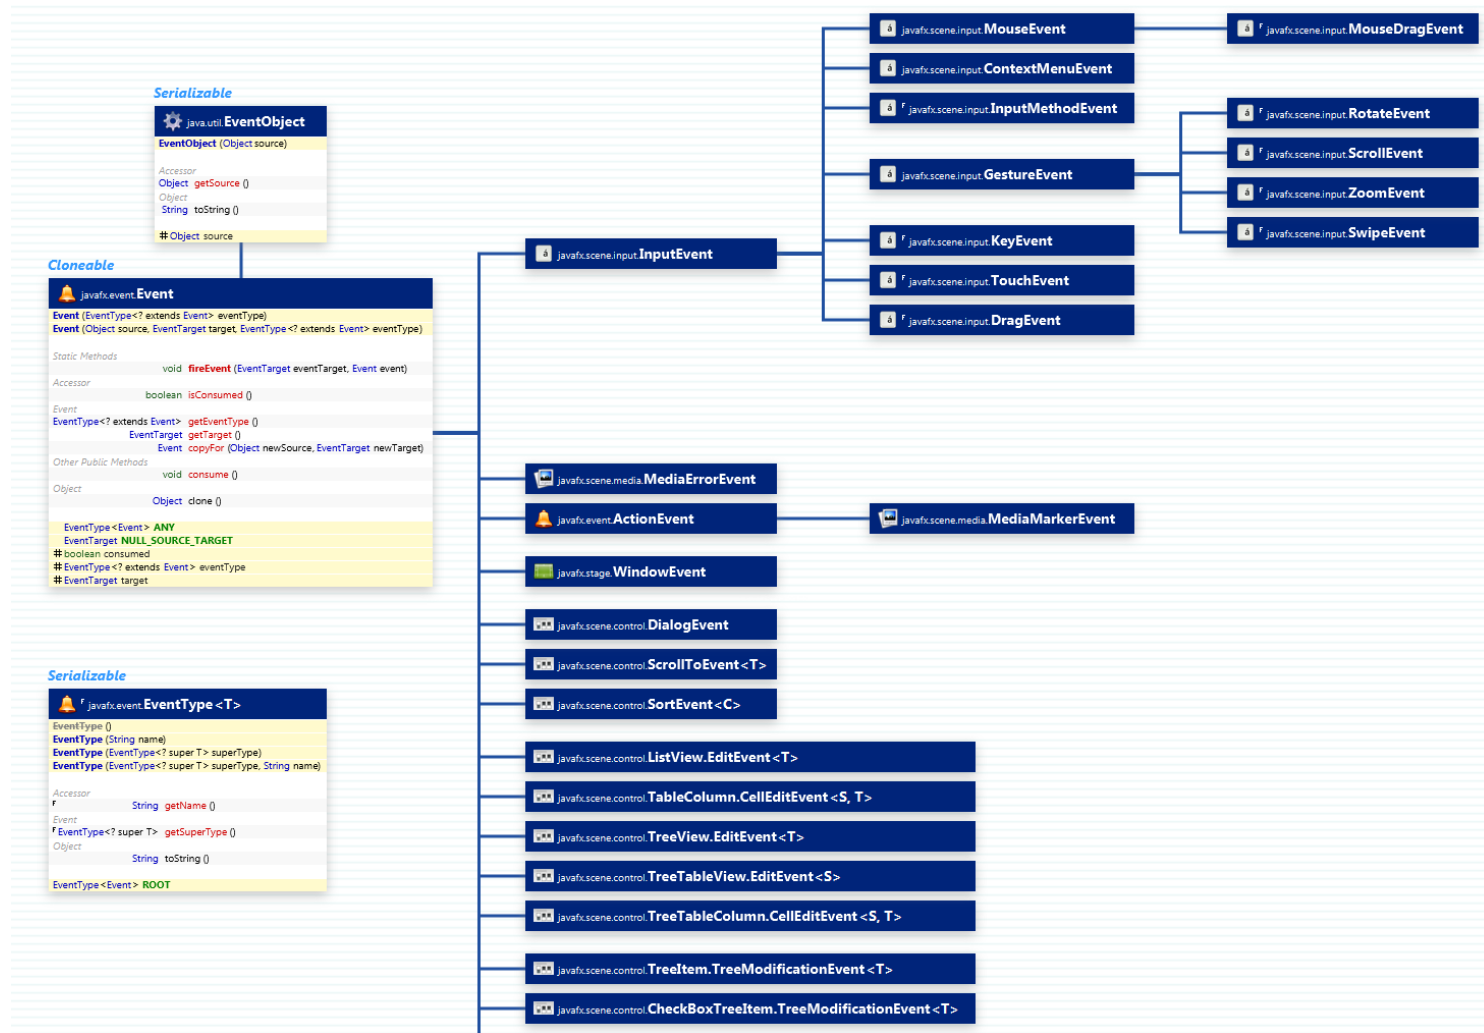 Serializable
java.util.EventObject
EventObject (Object source)
Accessor
Object getSource ()
Object
String toString ()
# Object source
Cloneable
javafx.event.Event
Event (EventType<? extends Event> eventType)
Event (Object source, EventTarget target, EventType <? extends Event> eventType)
Static Methods
void fireEvent (EventTarget eventTarget, Event event)
Accessor
boolean isConsumed ()
Event
EventType<? extends Event> getEventType ()
EventTarget getTarget ()
Event copyFor (Object newSource, EventTarget newTarget)
Other Public Methods
void consume ()
Object
Object clone ()
EventType <Event> ANY
EventTarget NULL_SOURCE_TARGET
# boolean consumed
# EventType <? extends Event> eventType
# EventTarget target
Serializable
F javafx.event.EventType <T>
EventType ()
EventType (String name)
EventType (EventType<? super T> superType)
EventType (EventType<? super T> superType, String name)
Accessor
F String getName ()
Event
F EventType<? super T> getSuperType ()
Object
String toString ()
EventType <Event> ROOT
javafx.scene.input.InputEvent
javafx.scene.media.MediaErrorEvent
javafx.event.ActionEvent
javafx.stage.WindowEvent
javafx.scene.control.DialogEvent
javafx.scene.control.ScrollToEvent <T>
javafx.scene.control.SortEvent <C>
javafx.scene.control.ListView.EditEvent <T>
javafx.scene.control.TableColumn.CellEditEvent <S, T>
javafx.scene.control.TreeView.EditEvent <T>
javafx.scene.control.TreeTableView.EditEvent <S>
javafx.scene.control.TreeTableColumn.CellEditEvent <S, T>
javafx.scene.control.TreeItem.TreeModificationEvent <T>
javafx.scene.control.CheckBoxTreeItem.TreeModificationEvent <T>
á javafx.scene.input.MouseEvent
á javafx.scene.input.ContextMenuEvent
á F javafx.scene.input.InputMethodEvent
á javafx.scene.input.GestureEvent
á F javafx.scene.input.KeyEvent
á F javafx.scene.input.TouchEvent
á F javafx.scene.input.DragEvent
javafx.scene.media.MediaMarkerEvent
á F javafx.scene.input.MouseDragEvent
á F javafx.scene.input.RotateEvent
á F javafx.scene.input.ScrollEvent
á F javafx.scene.input.ZoomEvent
á F javafx.scene.input.SwipeEvent